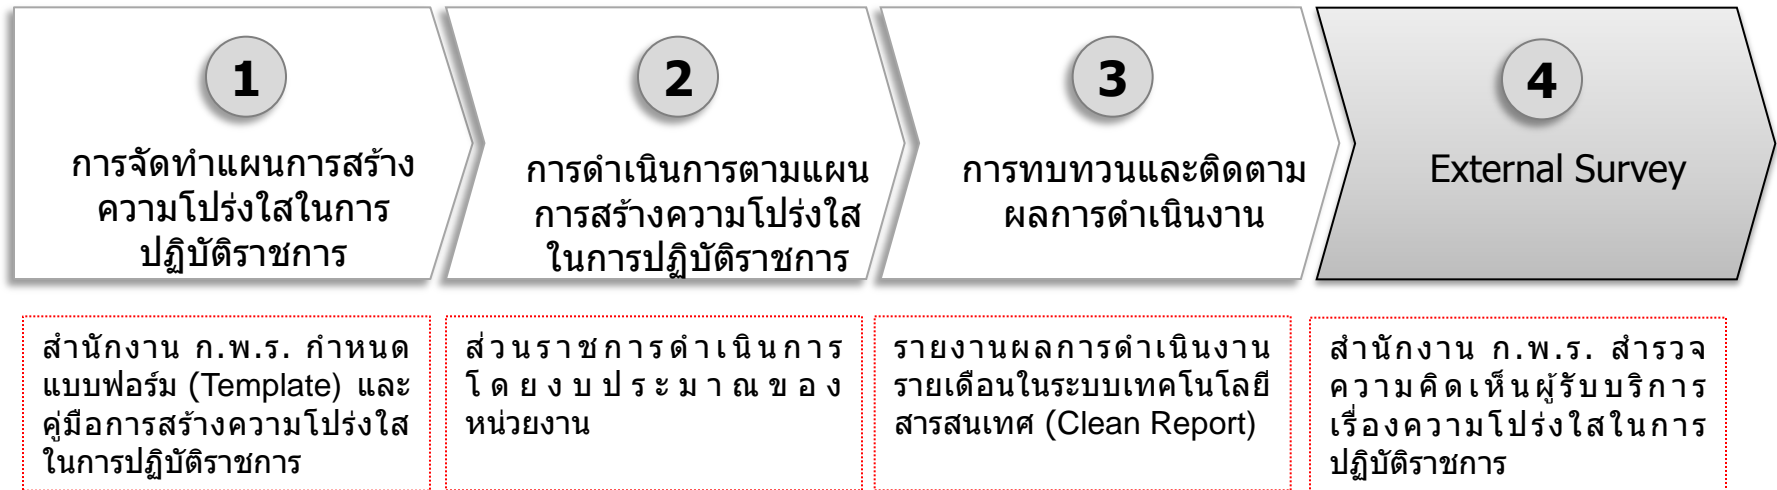 1
การจัดทำแผนการสร้าง
ความโปร่งใสในการ
ปฏิบัติราชการ
2
การดำเนินการตามแผน
การสร้างความโปร่งใส
ในการปฏิบัติราชการ
3
การทบทวนและติดตาม
ผลการดำเนินงาน
4
External Survey
สำนักงาน ก.พ.ร. กำหนด
แบบฟอร์ม (Template) และ
คู่มือการสร้างความโปร่งใส
ในการปฏิบัติราชการ
ส่วนราชการดำเนินการ
โดยงบประมาณของ
หน่วยงาน
รายงานผลการดำเนินงาน
รายเดือนในระบบเทคโนโลยี
สารสนเทศ (Clean Report)
สำนักงาน ก.พ.ร. สำรวจ
ความคิดเห็นผู้รับบริการ
เรื่องความโปร่งใสในการ
ปฏิบัติราชการ